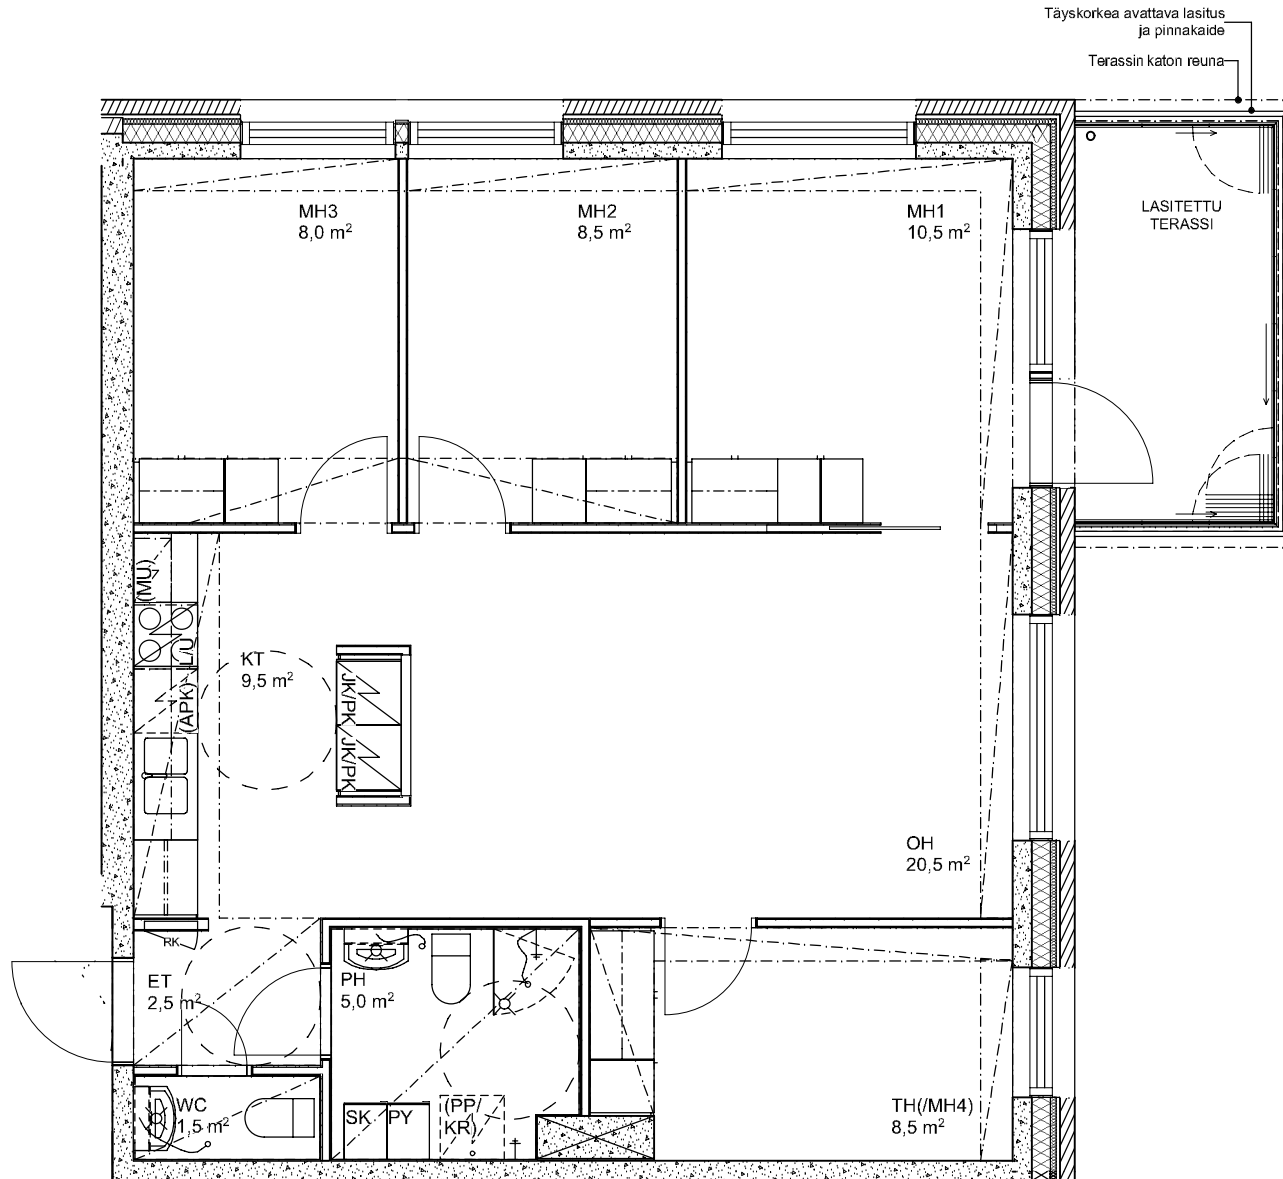 Täyskorkea avattava lasitus
ja pinnakaide
Terassin katon reuna
MH3
8,0 m²
MH2
8,5 m²
MH1
10,5 m²
LASITETTU
TERASSI
(MU)
L/U
(APK)
KT
9,5 m²
JK/PK
JK/PK
OH
20,5 m²
RK
ET
2,5 m²
PH
5,0 m²
WC
1,5 m²
SK
PY
(PP/
KR)
TH(/MH4)
8,5 m²